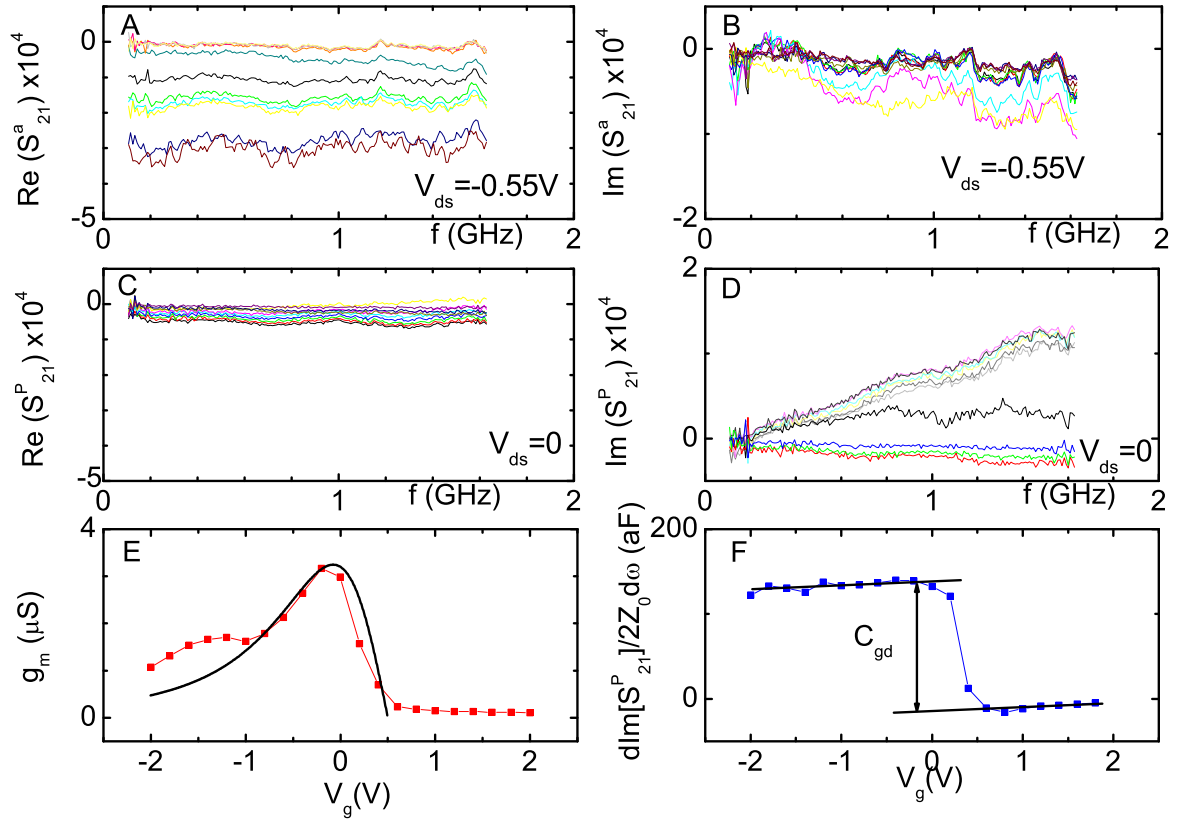 A
B
0
0
Re (S^a_21) x10^4
Im (S^a_21) x10^4
V_ds=-0.55V
V_ds=-0.55V
-5
-2
0
1
2
0
1
2
f (GHz)
f (GHz)
C
D
0
2
Re (S^P_21) x10^4
Im (S^P_21) x10^4
0
V_ds=0
V_ds=0
-5
0
1
2
0
1
2
f (GHz)
f (GHz)
E
F
4
200
g_m (μS)
dIm[S^P_21]/2Z_0dω (aF)
C_gd
0
0
-2
-1
0
1
2
-2
-1
0
1
2
V_g(V)
V_g(V)